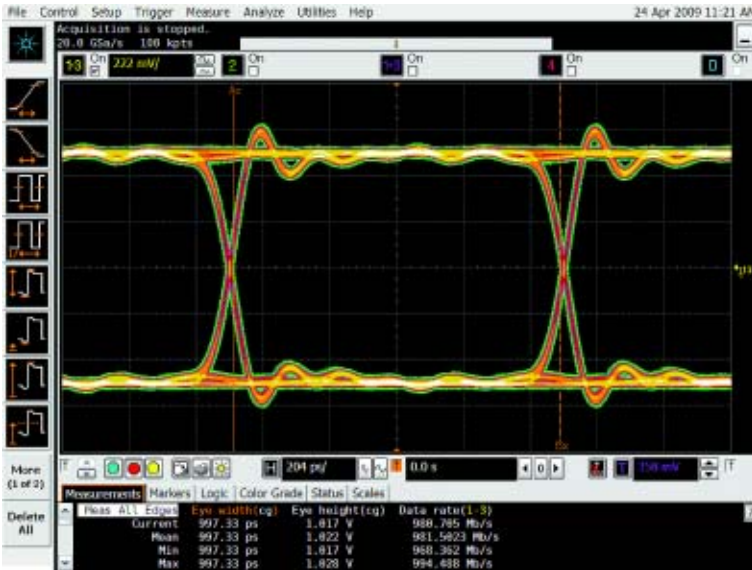 File Control Setup Trigger Measure Analyze Utilities Help 24 Apr 2009 11:21 AM
Acquisition is stopped.
20.0 GSa/s 100 kpts
1-3 On 222 mV/ 2 On On 4 On On
H 204 ps/ 0.0 s 0 T
More
(1 of 2)
Delete
All
Measurements Markers Logic Color Grade Status Scales
Meas All Edges Eye width(cg) Eye height(cg) Data rate(1-3)
Current 997.33 ps 1.017 V 980.705 Mb/s
Mean 997.33 ps 1.022 V 981.5023 Mb/s
Min 997.33 ps 1.017 V 968.362 Mb/s
Max 997.33 ps 1.028 V 994.488 Mb/s